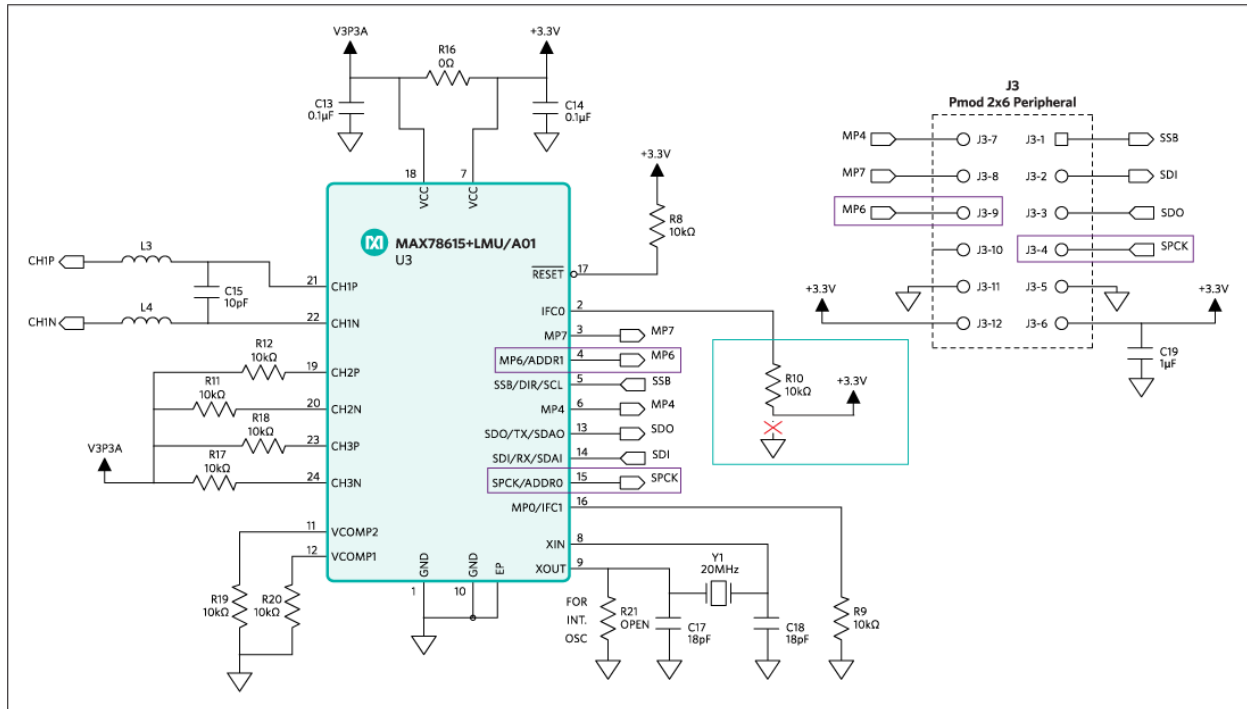 V3P3A
+3.3V
R16
0Ω
C13
0.1µF
C14
0.1µF
18
7
VCC
VCC
MAX78615+LMU/A01
U3
+3.3V
R8
10kΩ
RESET
17
CH1P
L3
C15
10pF
21
CH1P
CH1N
L4
22
CH1N
R12
10kΩ
19
CH2P
R11
10kΩ
20
CH2N
R18
10kΩ
23
CH3P
V3P3A
R17
10kΩ
24
CH3N
11
VCOMP2
12
VCOMP1
R19
10kΩ
R20
10kΩ
GND
GND
EP
1
10
IFC0
2
MP7
3
MP7
MP6/ADDR1
4
MP6
SSB/DIR/SCL
5
SSB
MP4
6
MP4
SDO/TX/SDAO
13
SDO
SDI/RX/SDAI
14
SDI
SPCK/ADDR0
15
SPCK
MP0/IFC1
16
XIN
8
XOUT
9
R10
10kΩ
+3.3V
FOR
INT.
OSC
R21
OPEN
C17
18pF
Y1
20MHz
C18
18pF
R9
10kΩ
J3
Pmod 2x6 Peripheral
MP4
J3-7
J3-1
SSB
MP7
J3-8
J3-2
SDI
MP6
J3-9
J3-3
SDO
J3-10
J3-4
SPCK
J3-11
J3-5
+3.3V
J3-12
J3-6
+3.3V
C19
1µF